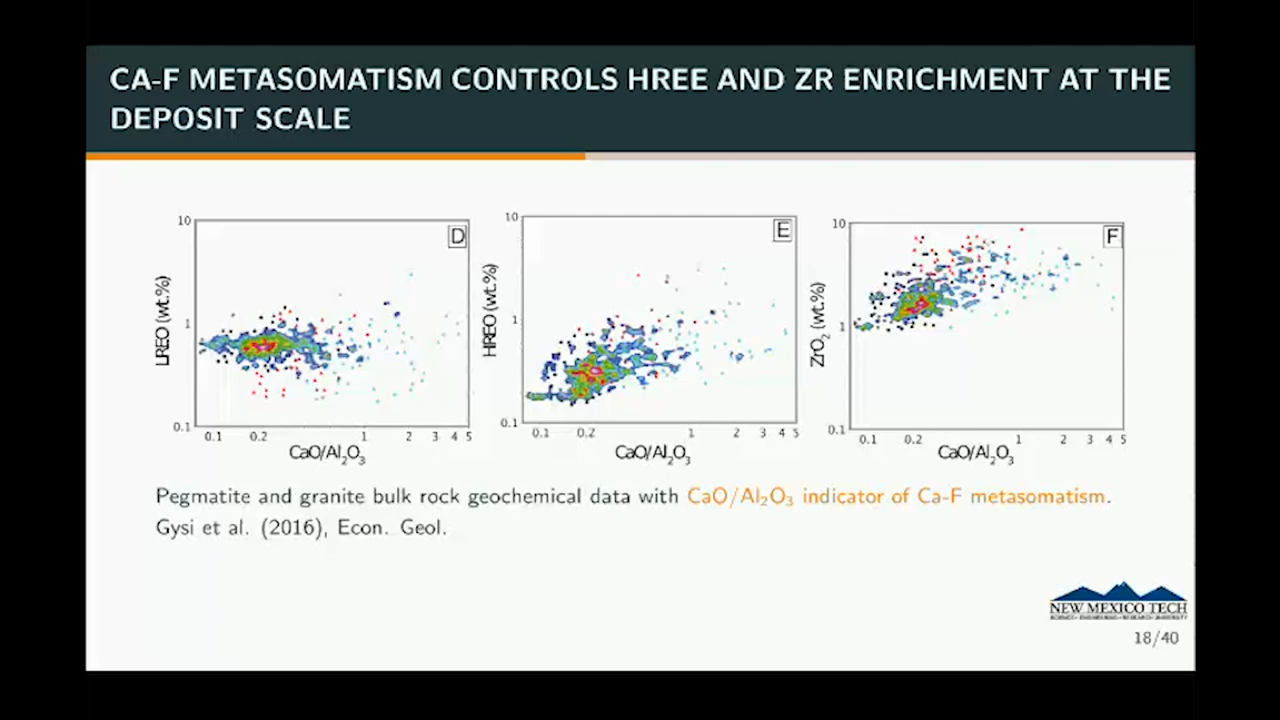 CA-F METASOMATISM CONTROLS HREE AND ZR ENRICHMENT AT THE
DEPOSIT SCALE
D
LREO (wt.%)
10
1
0.1
0.1 0.2 1 2 3 4 5
CaO/Al₂O₃
E
HREO (wt.%)
10
1
0.1
0.1 0.2 1 2 3 4 5
CaO/Al₂O₃
F
ZrO₂ (wt.%)
10
1
0.1
0.1 0.2 1 2 3 4 5
CaO/Al₂O₃
Pegmatite and granite bulk rock geochemical data with CaO/Al₂O₃ indicator of Ca-F metasomatism.
Gysi et al. (2016), Econ. Geol.
NEW MEXICO TECH
SCIENCE • ENGINEERING • RESEARCH UNIVERSITY
18/40